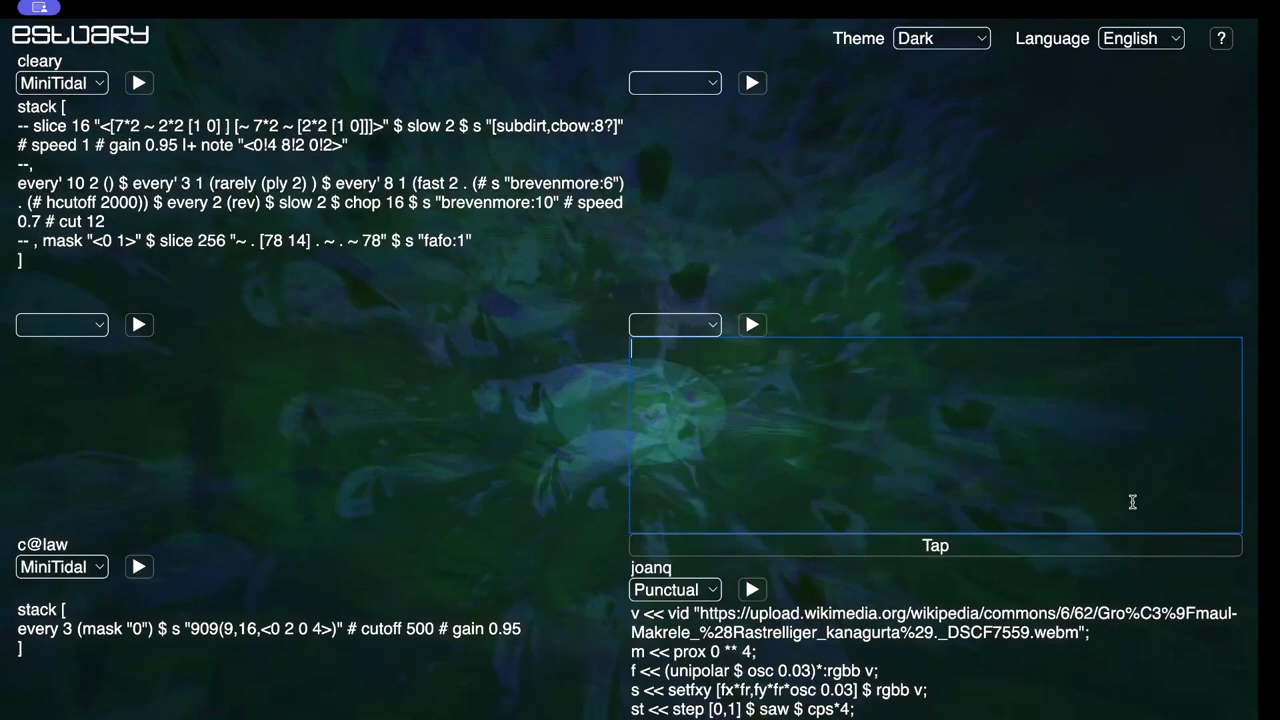 ESTUARY
Theme Dark Language English ?
cleary
MiniTidal
stack [
-- slice 16 "<[7*2 ~ 2*2 [1 0] ] [~ 7*2 ~ [2*2 [1 0]]]>" $ slow 2 $ s "[subdirt,cbow:8?]"
# speed 1 # gain 0.95 |+ note "<0!4 8!2 0!2>"
--,
every' 10 2 () $ every' 3 1 (rarely (ply 2) ) $ every' 8 1 (fast 2 . (# s "brevenmore:6")
. (# hcutoff 2000)) $ every 2 (rev) $ slow 2 $ chop 16 $ s "brevenmore:10" # speed
0.7 # cut 12
-- , mask "<0 1>" $ slice 256 "~ . [78 14] . ~ . ~ 78" $ s "fafo:1"
]
c@law
MiniTidal
stack [
every 3 (mask "0") $ s "909(9,16,<0 2 0 4>)" # cutoff 500 # gain 0.95
]
Tap
joanq
Punctual
v << vid "https://upload.wikimedia.org/wikipedia/commons/6/62/Gro%C3%9Fmaul-
Makrele_%28Rastrelliger_kanagurta%29._DSCF7559.webm";
m << prox 0 ** 4;
f << (unipolar $ osc 0.03)*:rgbb v;
s << setfxy [fx*fr,fy*fr*osc 0.03] $ rgbb v;
st << step [0,1] $ saw $ cps*4;